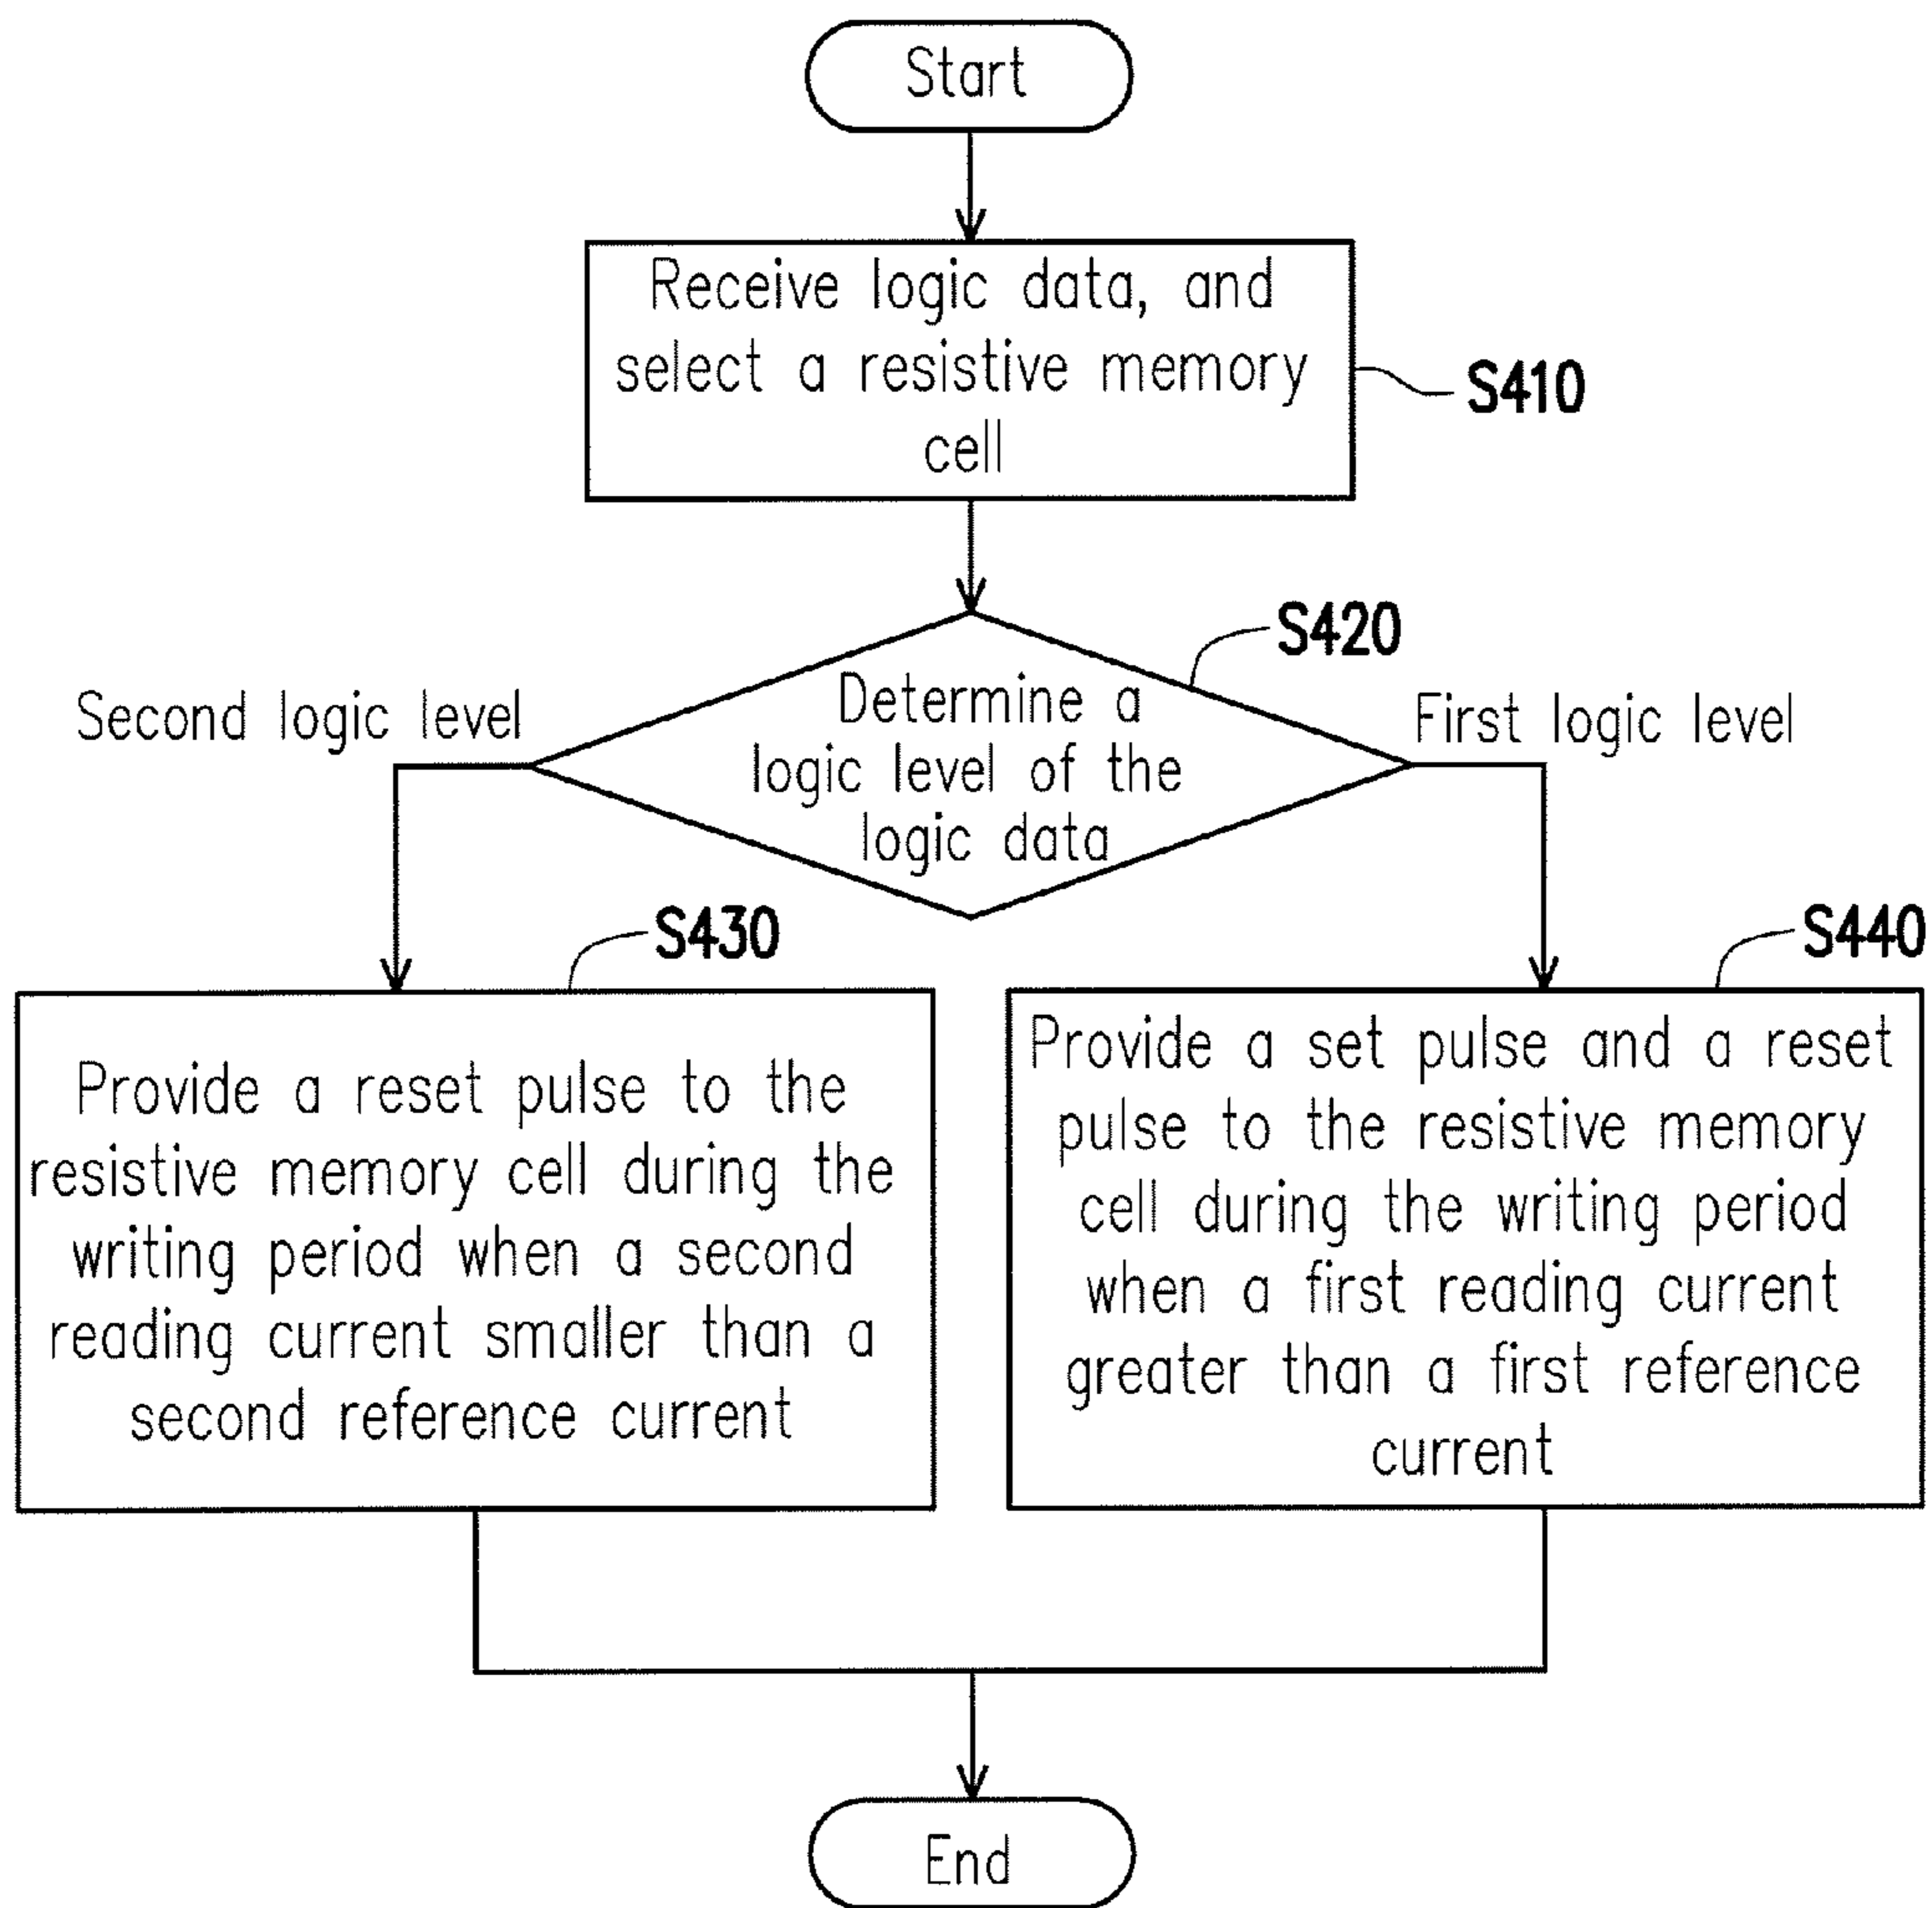 Start
Receive logic data, and
select a resistive memory
cell
S410
S420
Determine a
logic level of the
logic data
Second logic level
First logic level
S430
Provide a reset pulse to the
resistive memory cell during the
writing period when a second
reading current smaller than a
second reference current
S440
Provide a set pulse and a reset
pulse to the resistive memory
cell during the writing period
when a first reading current
greater than a first reference
current
End